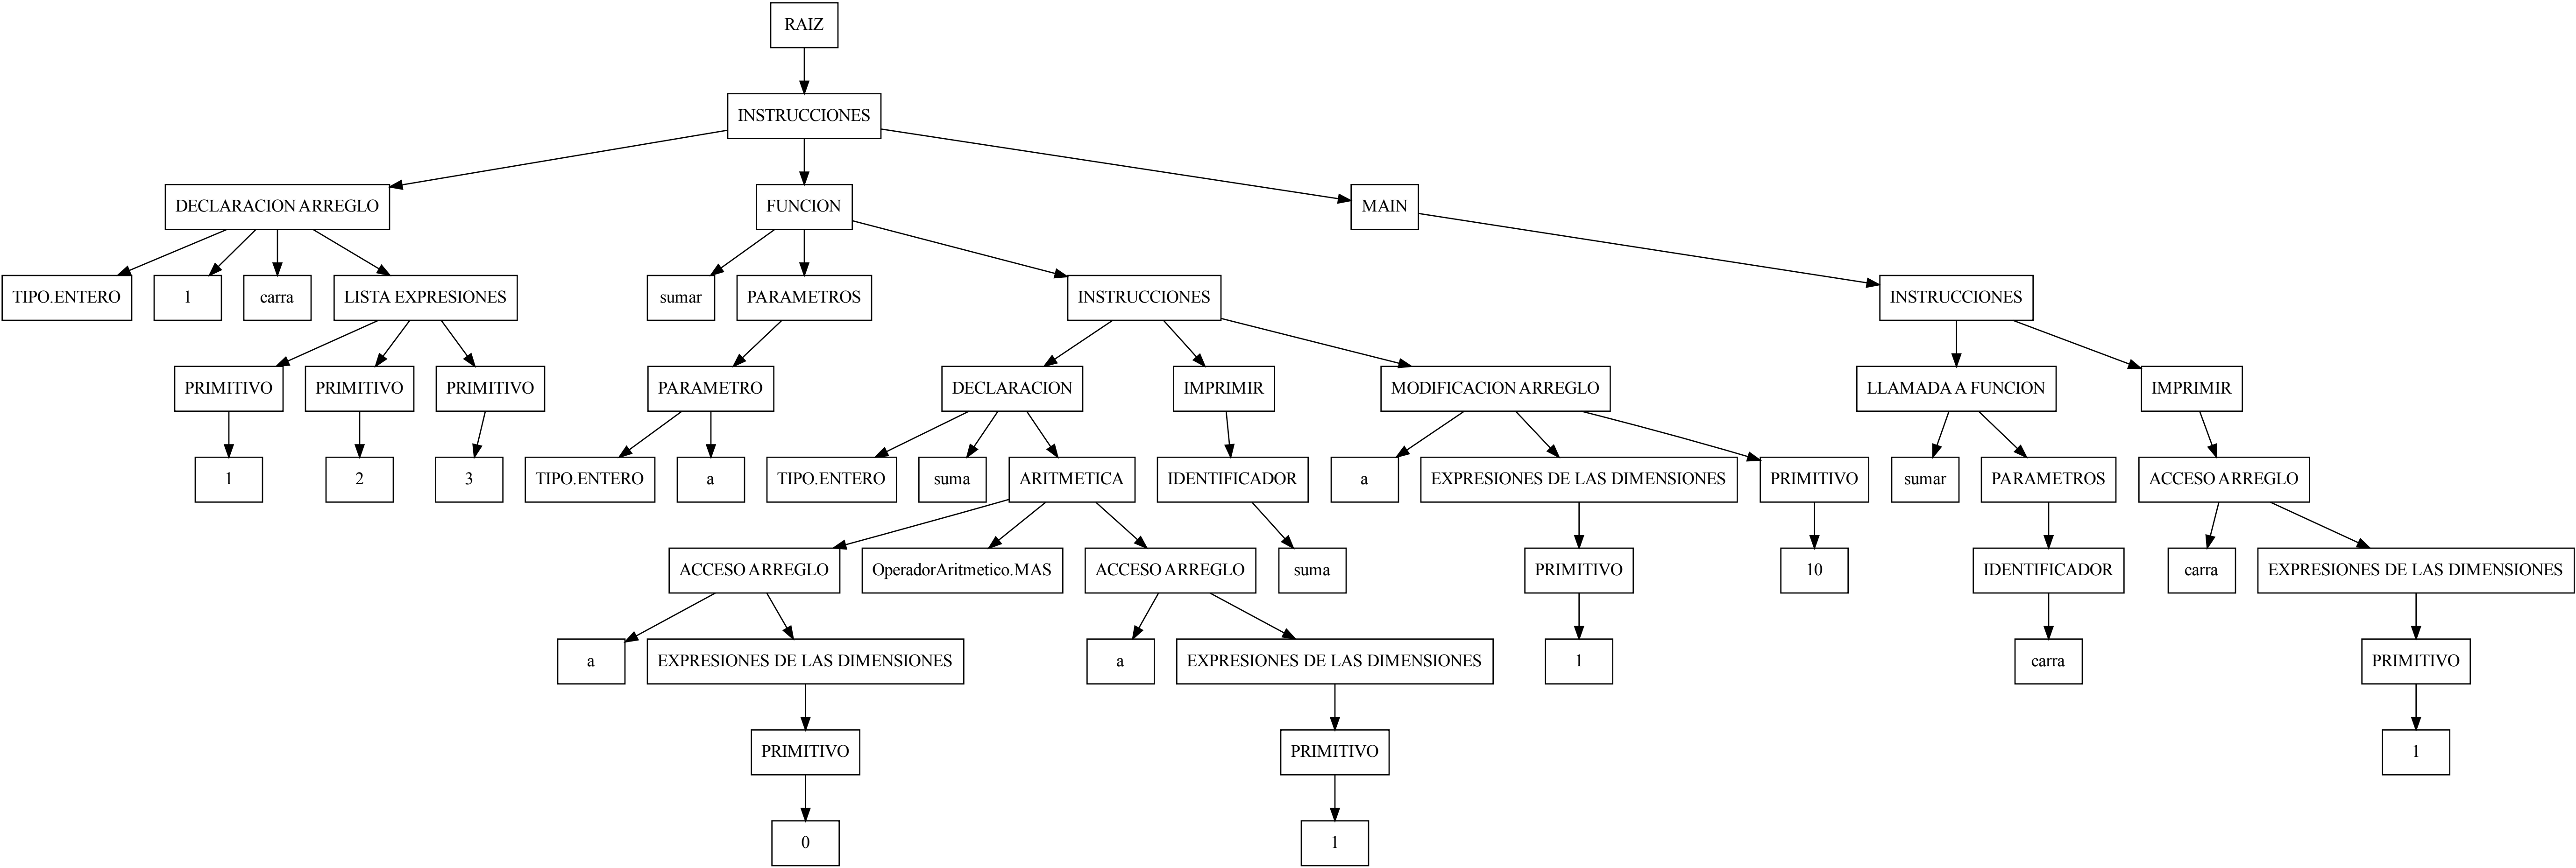 RAIZ
INSTRUCCIONES
DECLARACION ARREGLO
FUNCION
MAIN
TIPO.ENTERO
1
carra
LISTA EXPRESIONES
sumar
PARAMETROS
INSTRUCCIONES
INSTRUCCIONES
PRIMITIVO
PRIMITIVO
PRIMITIVO
PARAMETRO
DECLARACION
IMPRIMIR
MODIFICACION ARREGLO
LLAMADA A FUNCION
IMPRIMIR
1
2
3
TIPO.ENTERO
a
TIPO.ENTERO
suma
ARITMETICA
IDENTIFICADOR
a
EXPRESIONES DE LAS DIMENSIONES
PRIMITIVO
sumar
PARAMETROS
ACCESO ARREGLO
ACCESO ARREGLO
OperadorAritmetico.MAS
ACCESO ARREGLO
suma
PRIMITIVO
10
IDENTIFICADOR
carra
EXPRESIONES DE LAS DIMENSIONES
a
EXPRESIONES DE LAS DIMENSIONES
a
EXPRESIONES DE LAS DIMENSIONES
1
carra
PRIMITIVO
PRIMITIVO
PRIMITIVO
1
0
1